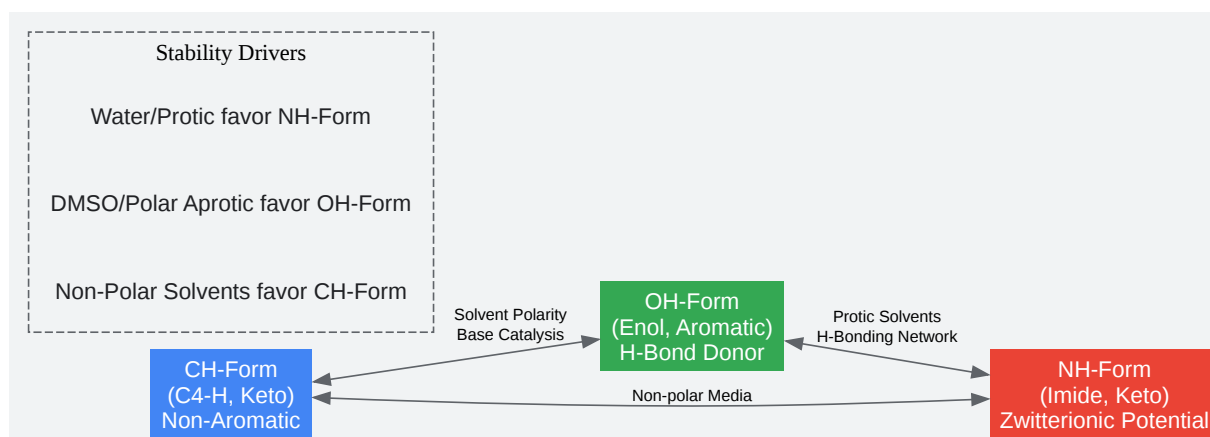 Stability Drivers
Water/Protic favor NH-Form
DMSO/Polar Aprotic favor OH-Form
Non-Polar Solvents favor CH-Form
Solvent Polarity
Base Catalysis
OH-Form
(Enol, Aromatic)
H-Bond Donor
Protic Solvents
H-Bonding Network
CH-Form
(C4-H, Keto)
Non-Aromatic
Non-polar Media
NH-Form
(Imide, Keto)
Zwitterionic Potential